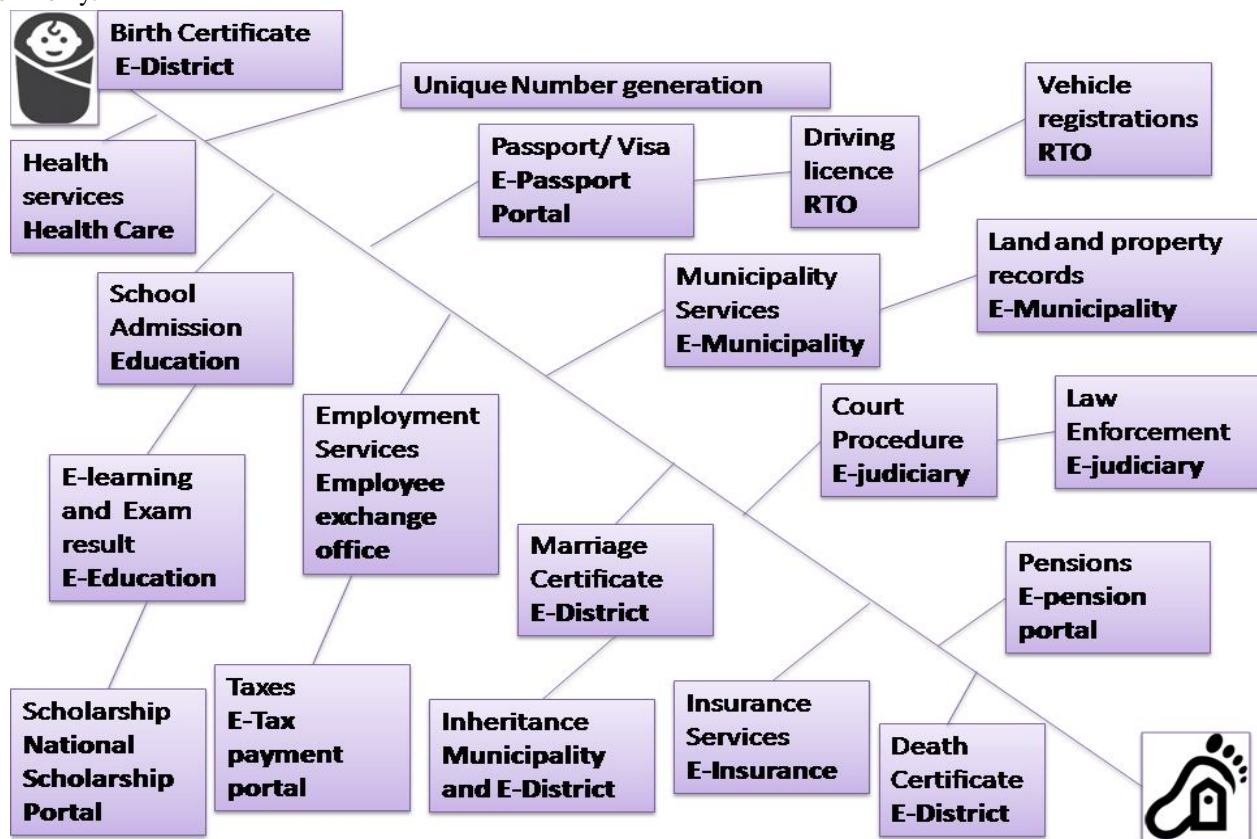 Birth Certificate
E-District
Unique Number generation
Health
services
Health Care
Passport/ Visa
E-Passport
Portal
Driving
licence
RTO
Vehicle
registrations
RTO
School
Admission
Education
Municipality
Services
E-Municipality
Land and property
records
E-Municipality
Employment
Services
Employee
exchange
office
Court
Procedure
E-judiciary
Law
Enforcement
E-judiciary
E-learning
and Exam
result
E-Education
Marriage
Certificate
E-District
Pensions
E-pension
portal
Scholarship
National
Scholarship
Portal
Taxes
E-Tax
payment
portal
Inheritance
Municipality
and E-District
Insurance
Services
E-Insurance
Death
Certificate
E-District